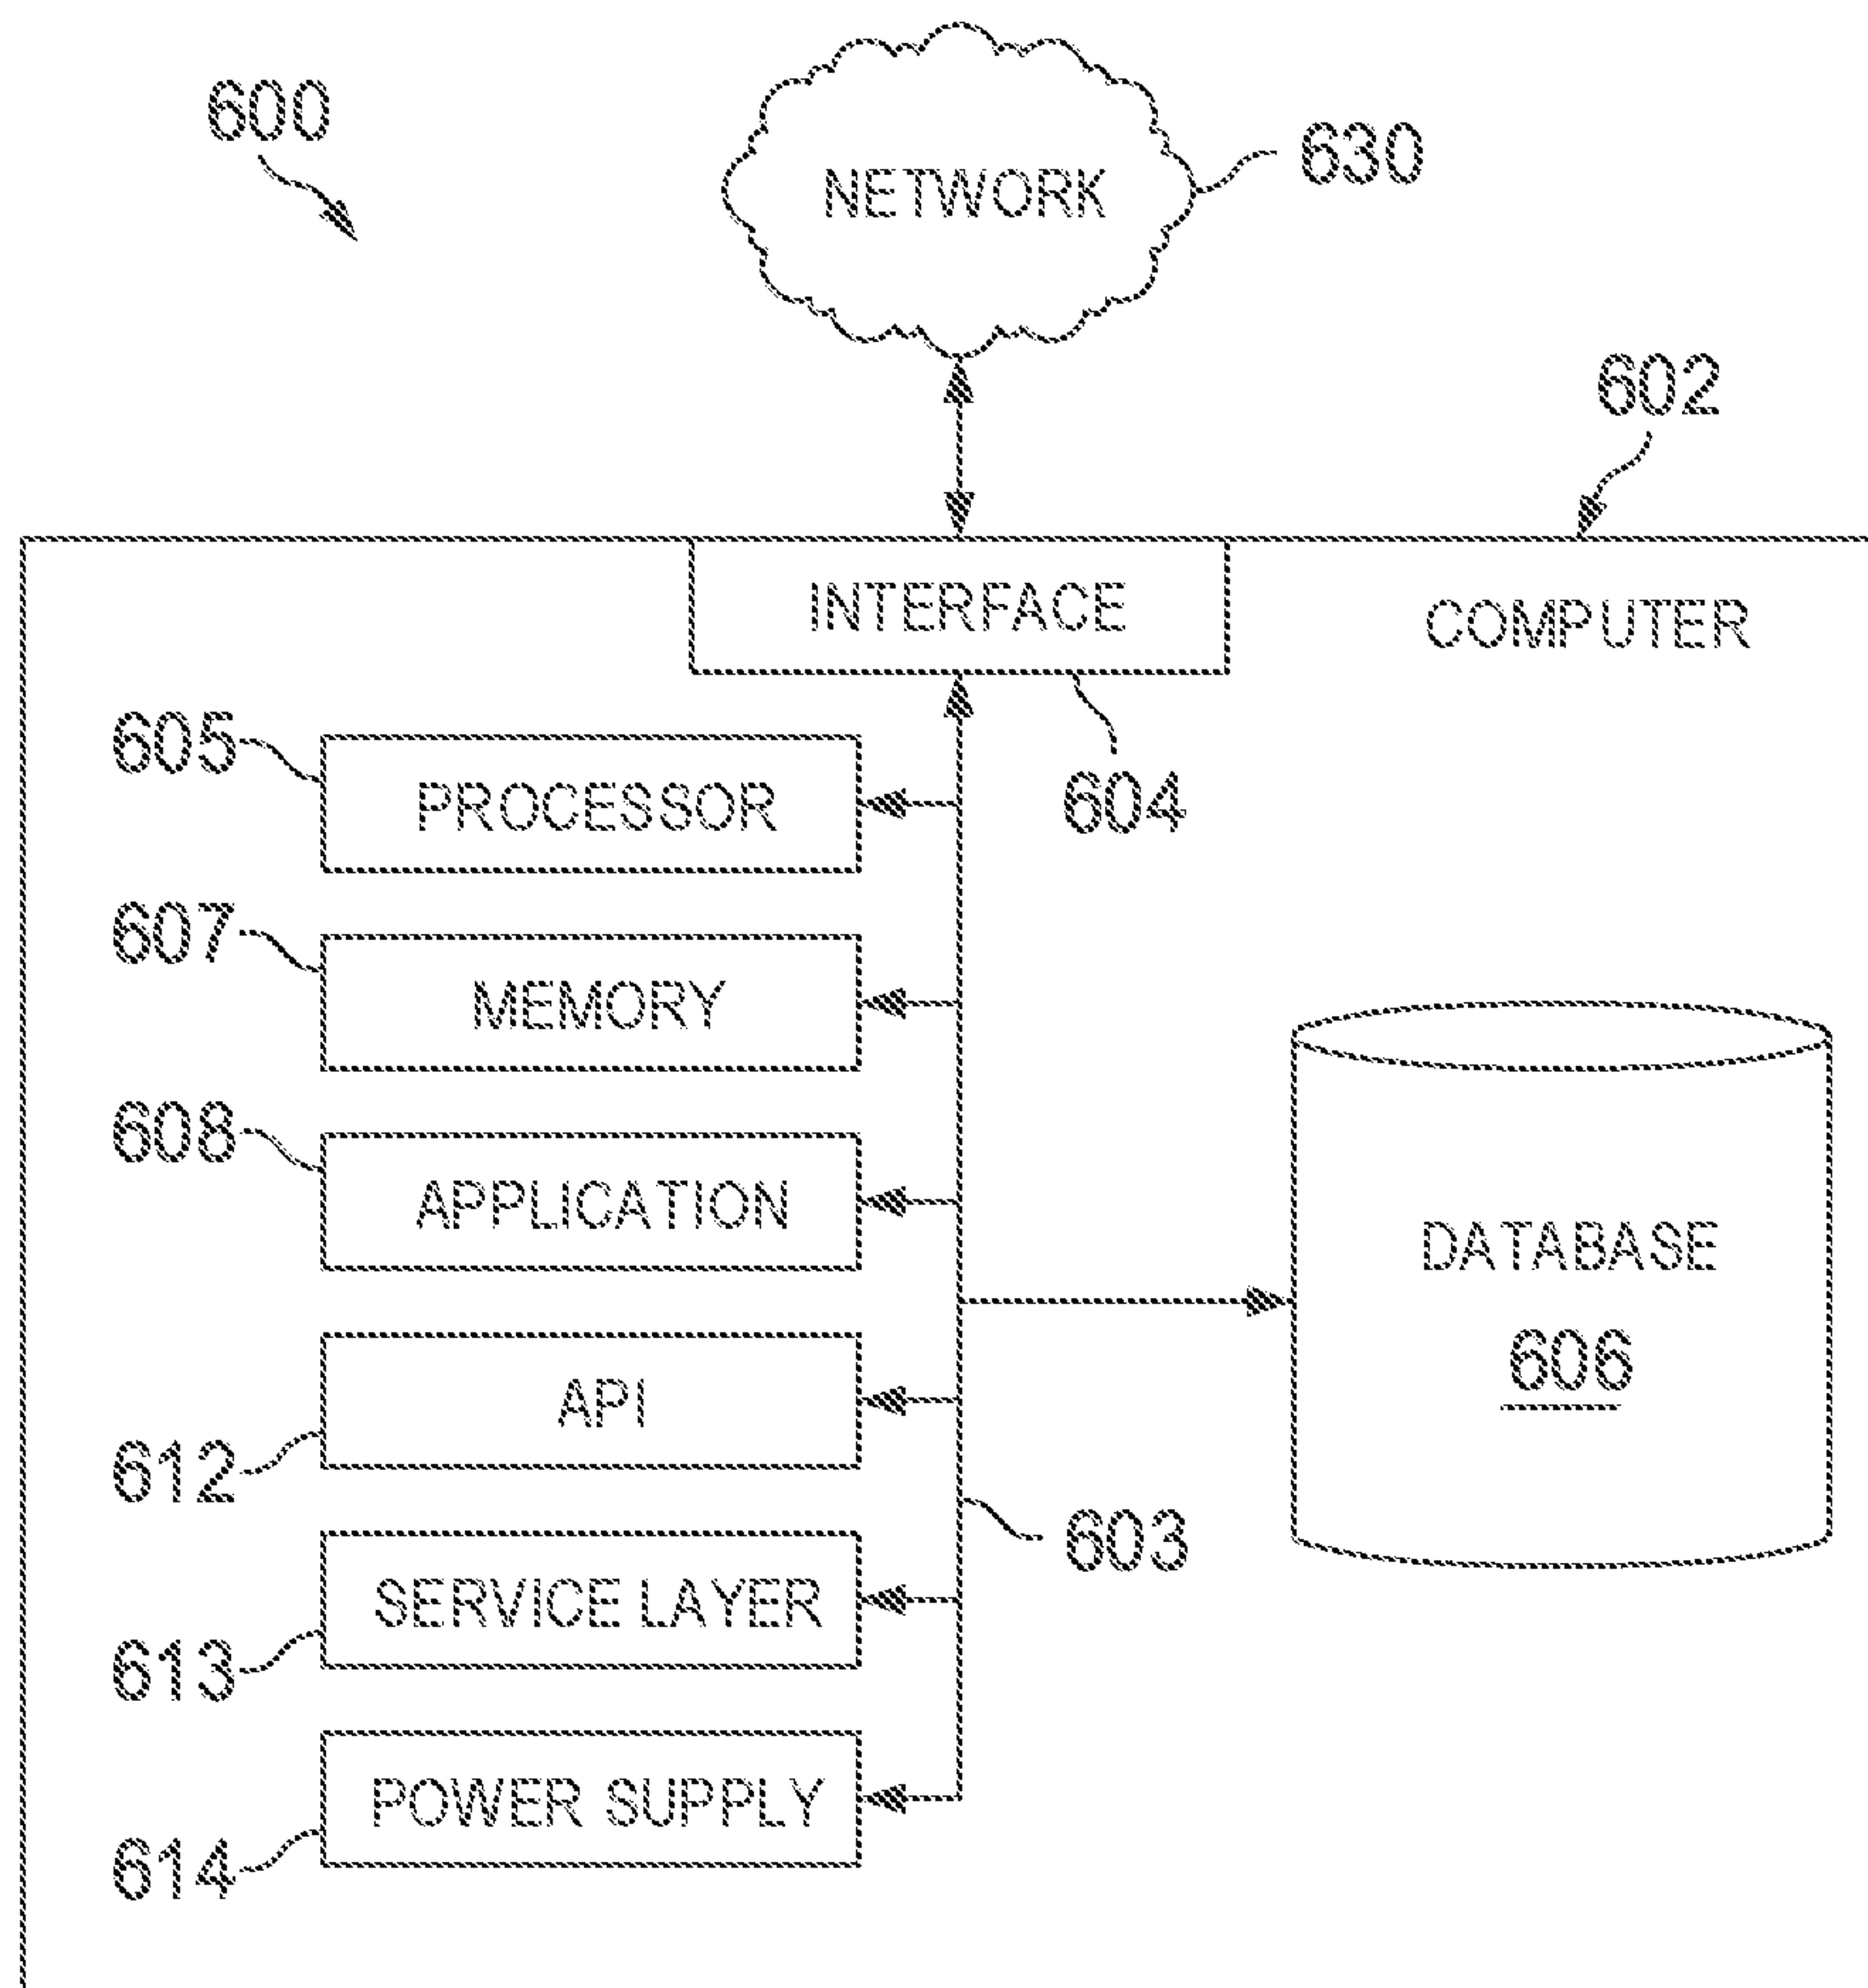 600
NETWORK
630
602
INTERFACE
COMPUTER
605
PROCESSOR
604
607
MEMORY
608
APPLICATION
DATABASE
606
API
612
603
SERVICE LAYER
613
POWER SUPPLY
614